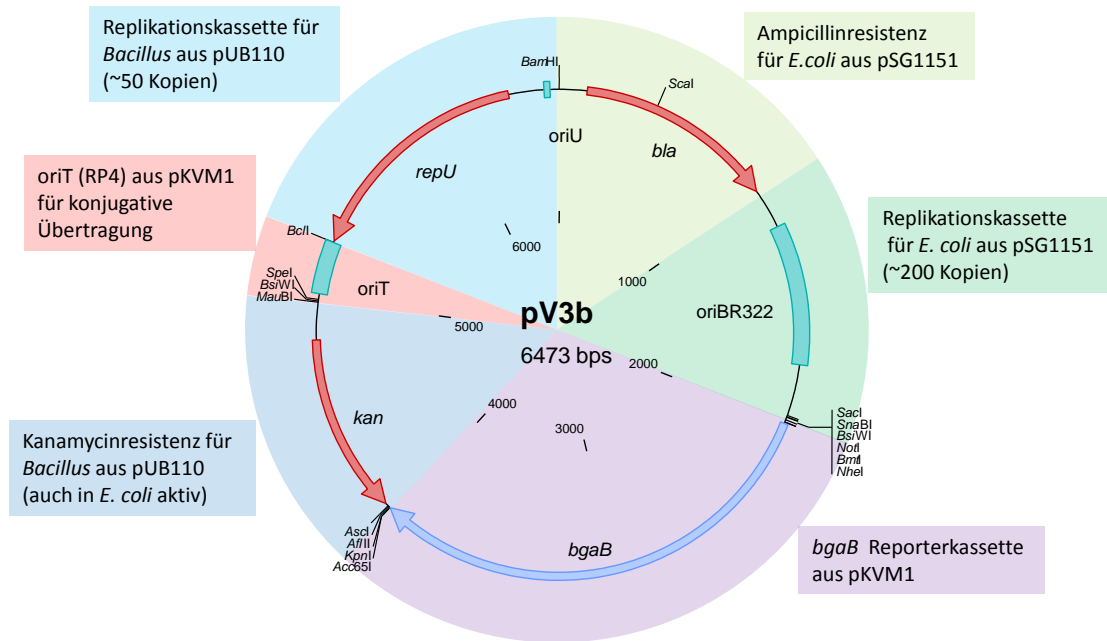 Replikationskassette für
Bacillus aus pUB110
(~50 Kopien)
Ampicillinresistenz
für E.coli aus pSG1151
BamHI
ScaI
oriU
bla
repU
oriT (RP4) aus pKVM1
für konjugative
Übertragung
BclI
SpeI
BsiWI
MauBI
oriT
6000
I
1000
Replikationskassette
für E. coli aus pSG1151
(~200 Kopien)
oriBR322
5000
pV3b
6473 bps
2000
4000
3000
kan
Kanamycinresistenz für
Bacillus aus pUB110
(auch in E. coli aktiv)
SacI
SnaBI
BsiWI
NotI
BmtI
NheI
AscI
AflII
KpnI
Acc65I
bgaB
bgaB Reporterkassette
aus pKVM1